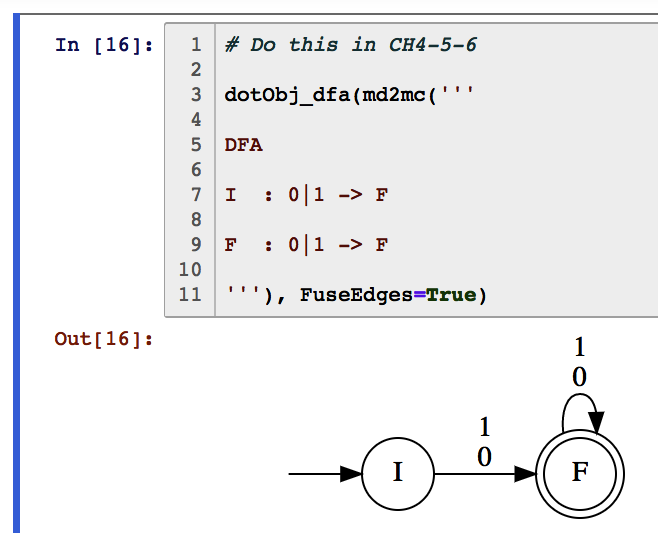 In [16]:
1 # Do this in CH4-5-6
2
3 dotObj_dfa(md2mc('''
4
5 DFA
6
7 I  : 0|1 -> F
8
9 F  : 0|1 -> F
10
11 '''), FuseEdges=True)
Out[16]:
1
0
1
0
I
F